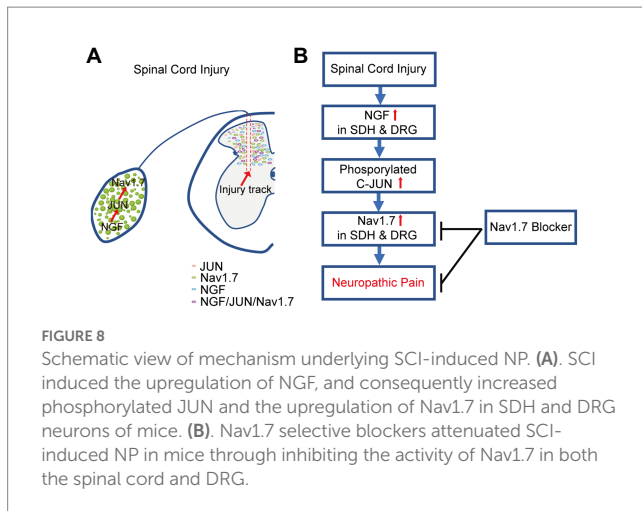 A
B
Spinal Cord Injury
Nav1.7
JUN
NGF
Injury track
JUN
Nav1.7
NGF
NGF/JUN/Nav1.7
Spinal Cord Injury
NGF↑
in SDH & DRG
Phosporylated
C-JUN ↑
Nav1.7↑
in SDH & DRG
Nav1.7 Blocker
Neuropathic Pain
FIGURE 8
Schematic view of mechanism underlying SCI-induced NP. (A). SCI
induced the upregulation of NGF, and consequently increased
phosphorylated JUN and the upregulation of Nav1.7 in SDH and DRG
neurons of mice. (B). Nav1.7 selective blockers attenuated SCI-
induced NP in mice through inhibiting the activity of Nav1.7 in both
the spinal cord and DRG.